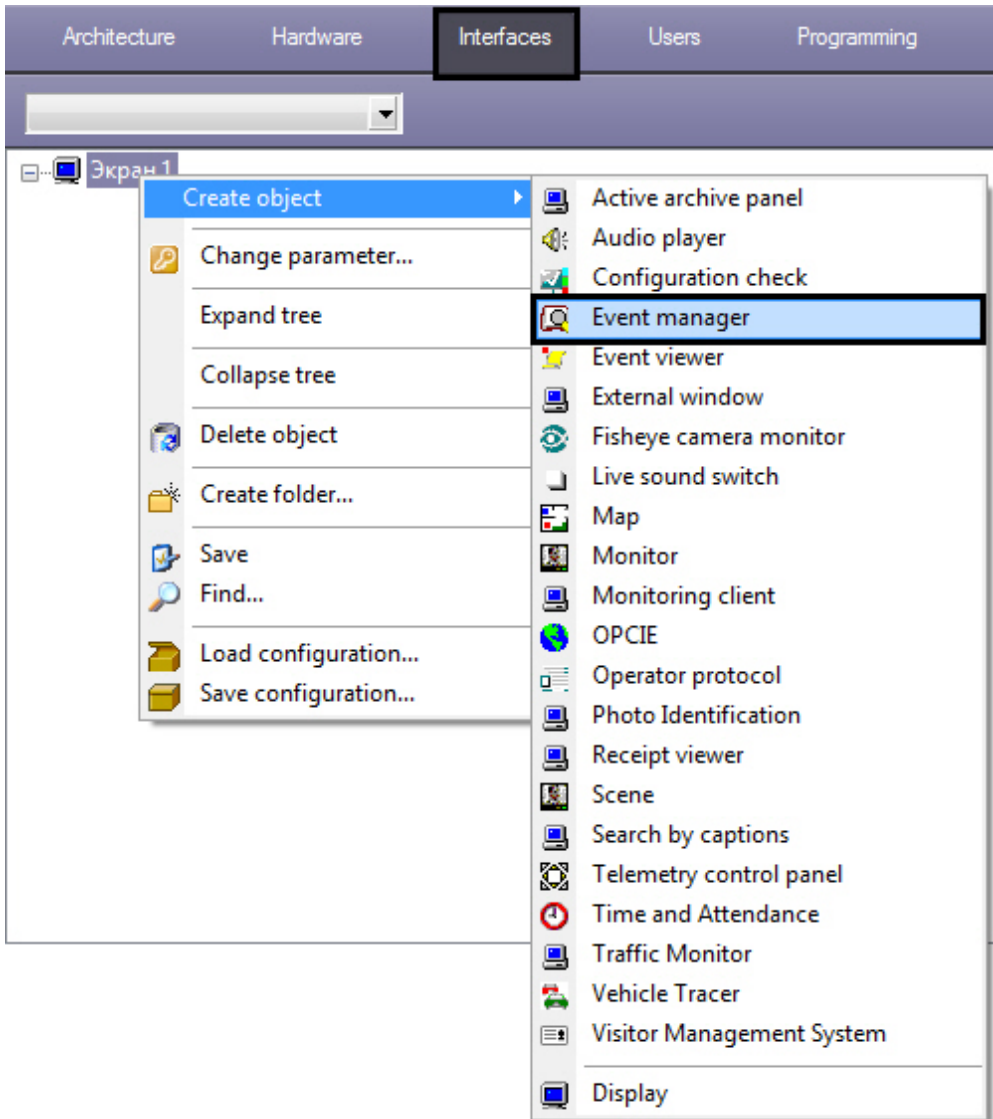 Architecture Hardware Interfaces Users Programming
Экран 1
Create object
Change parameter...
Expand tree
Collapse tree
Delete object
Create folder...
Save
Find...
Load configuration...
Save configuration...
Active archive panel
Audio player
Configuration check
Event manager
Event viewer
External window
Fisheye camera monitor
Live sound switch
Map
Monitor
Monitoring client
OPCIE
Operator protocol
Photo Identification
Receipt viewer
Scene
Search by captions
Telemetry control panel
Time and Attendance
Traffic Monitor
Vehicle Tracer
Visitor Management System
Display